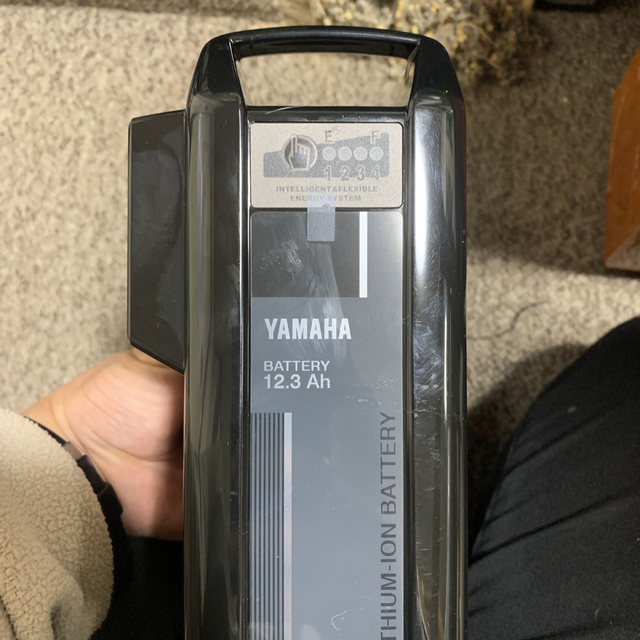 E F
1 2 3 4
INTELLIGENT&FLEXIBLE
ENERGY SYSTEM
YAMAHA
BATTERY
12.3 Ah
THIUM-ION BATTERY